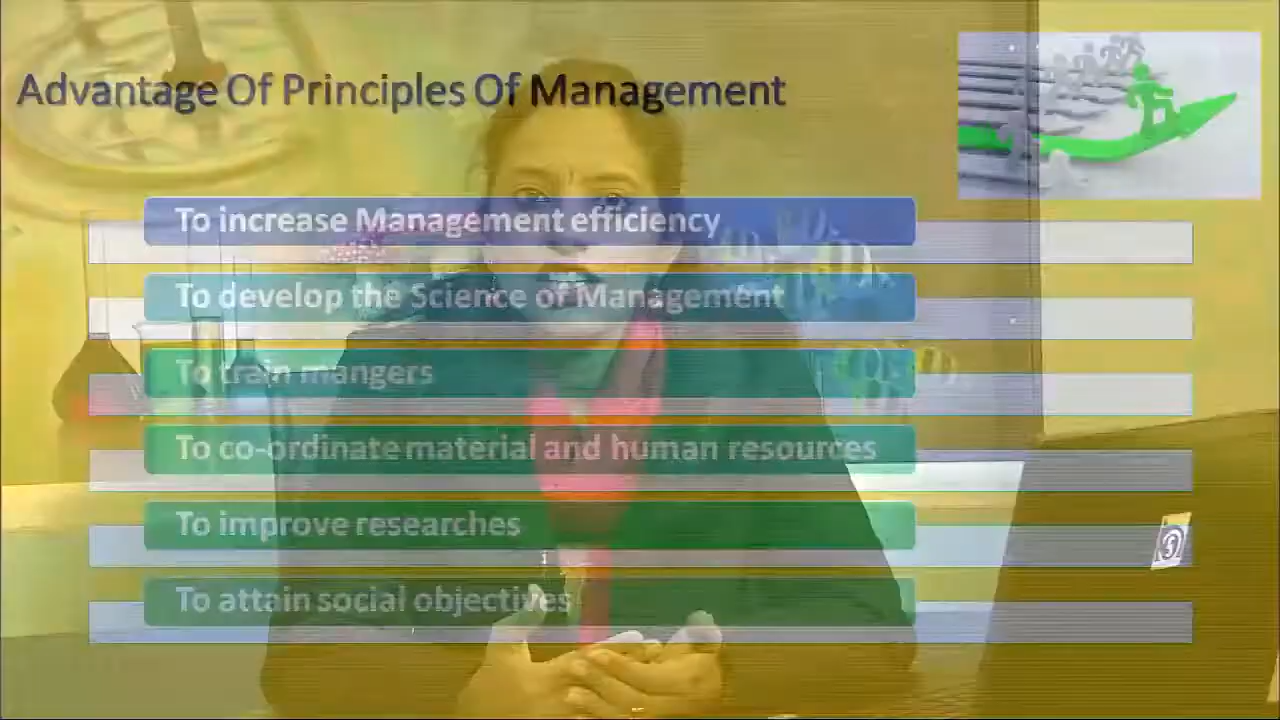 Advantage Of Principles Of Management
To increase Management efficiency
To develop the Science of Management
To train mangers
To co-ordinate material and human resources
To improve researches
To attain social objectives